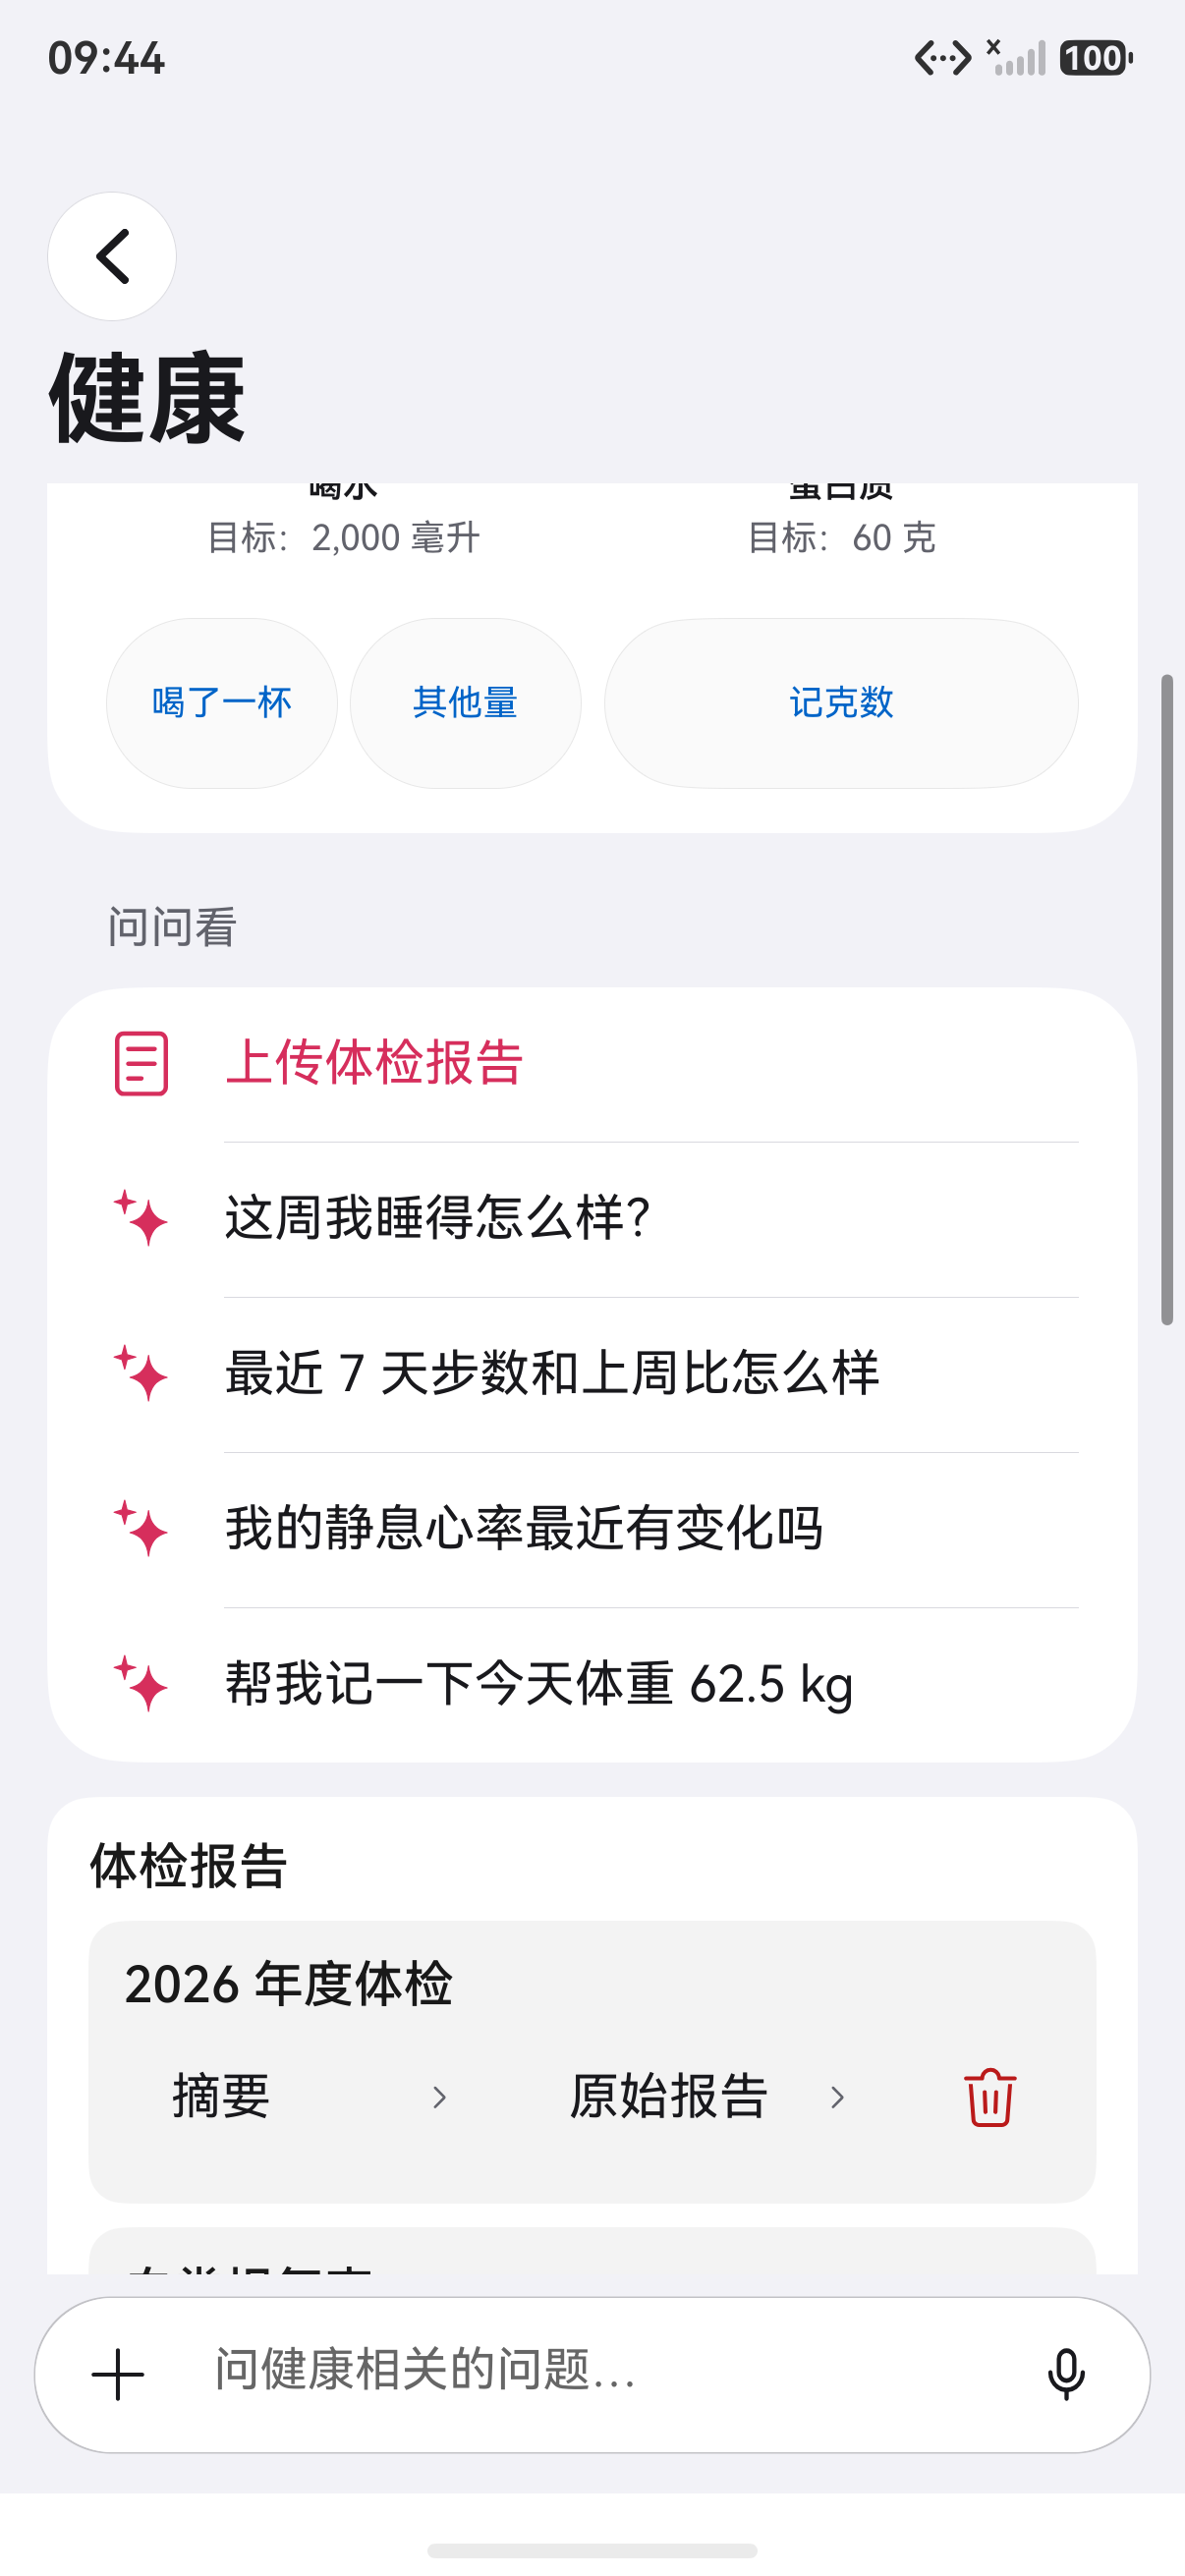 09:44
100
健康
喝水
蛋白质
目标：2,000 毫升
目标：60 克
喝了一杯
其他量
记克数
问问看
上传体检报告
这周我睡得怎么样？
最近 7 天步数和上周比怎么样
我的静息心率最近有变化吗
帮我记一下今天体重 62.5 kg
体检报告
2026 年度体检
摘要
原始报告
问健康相关的问题…